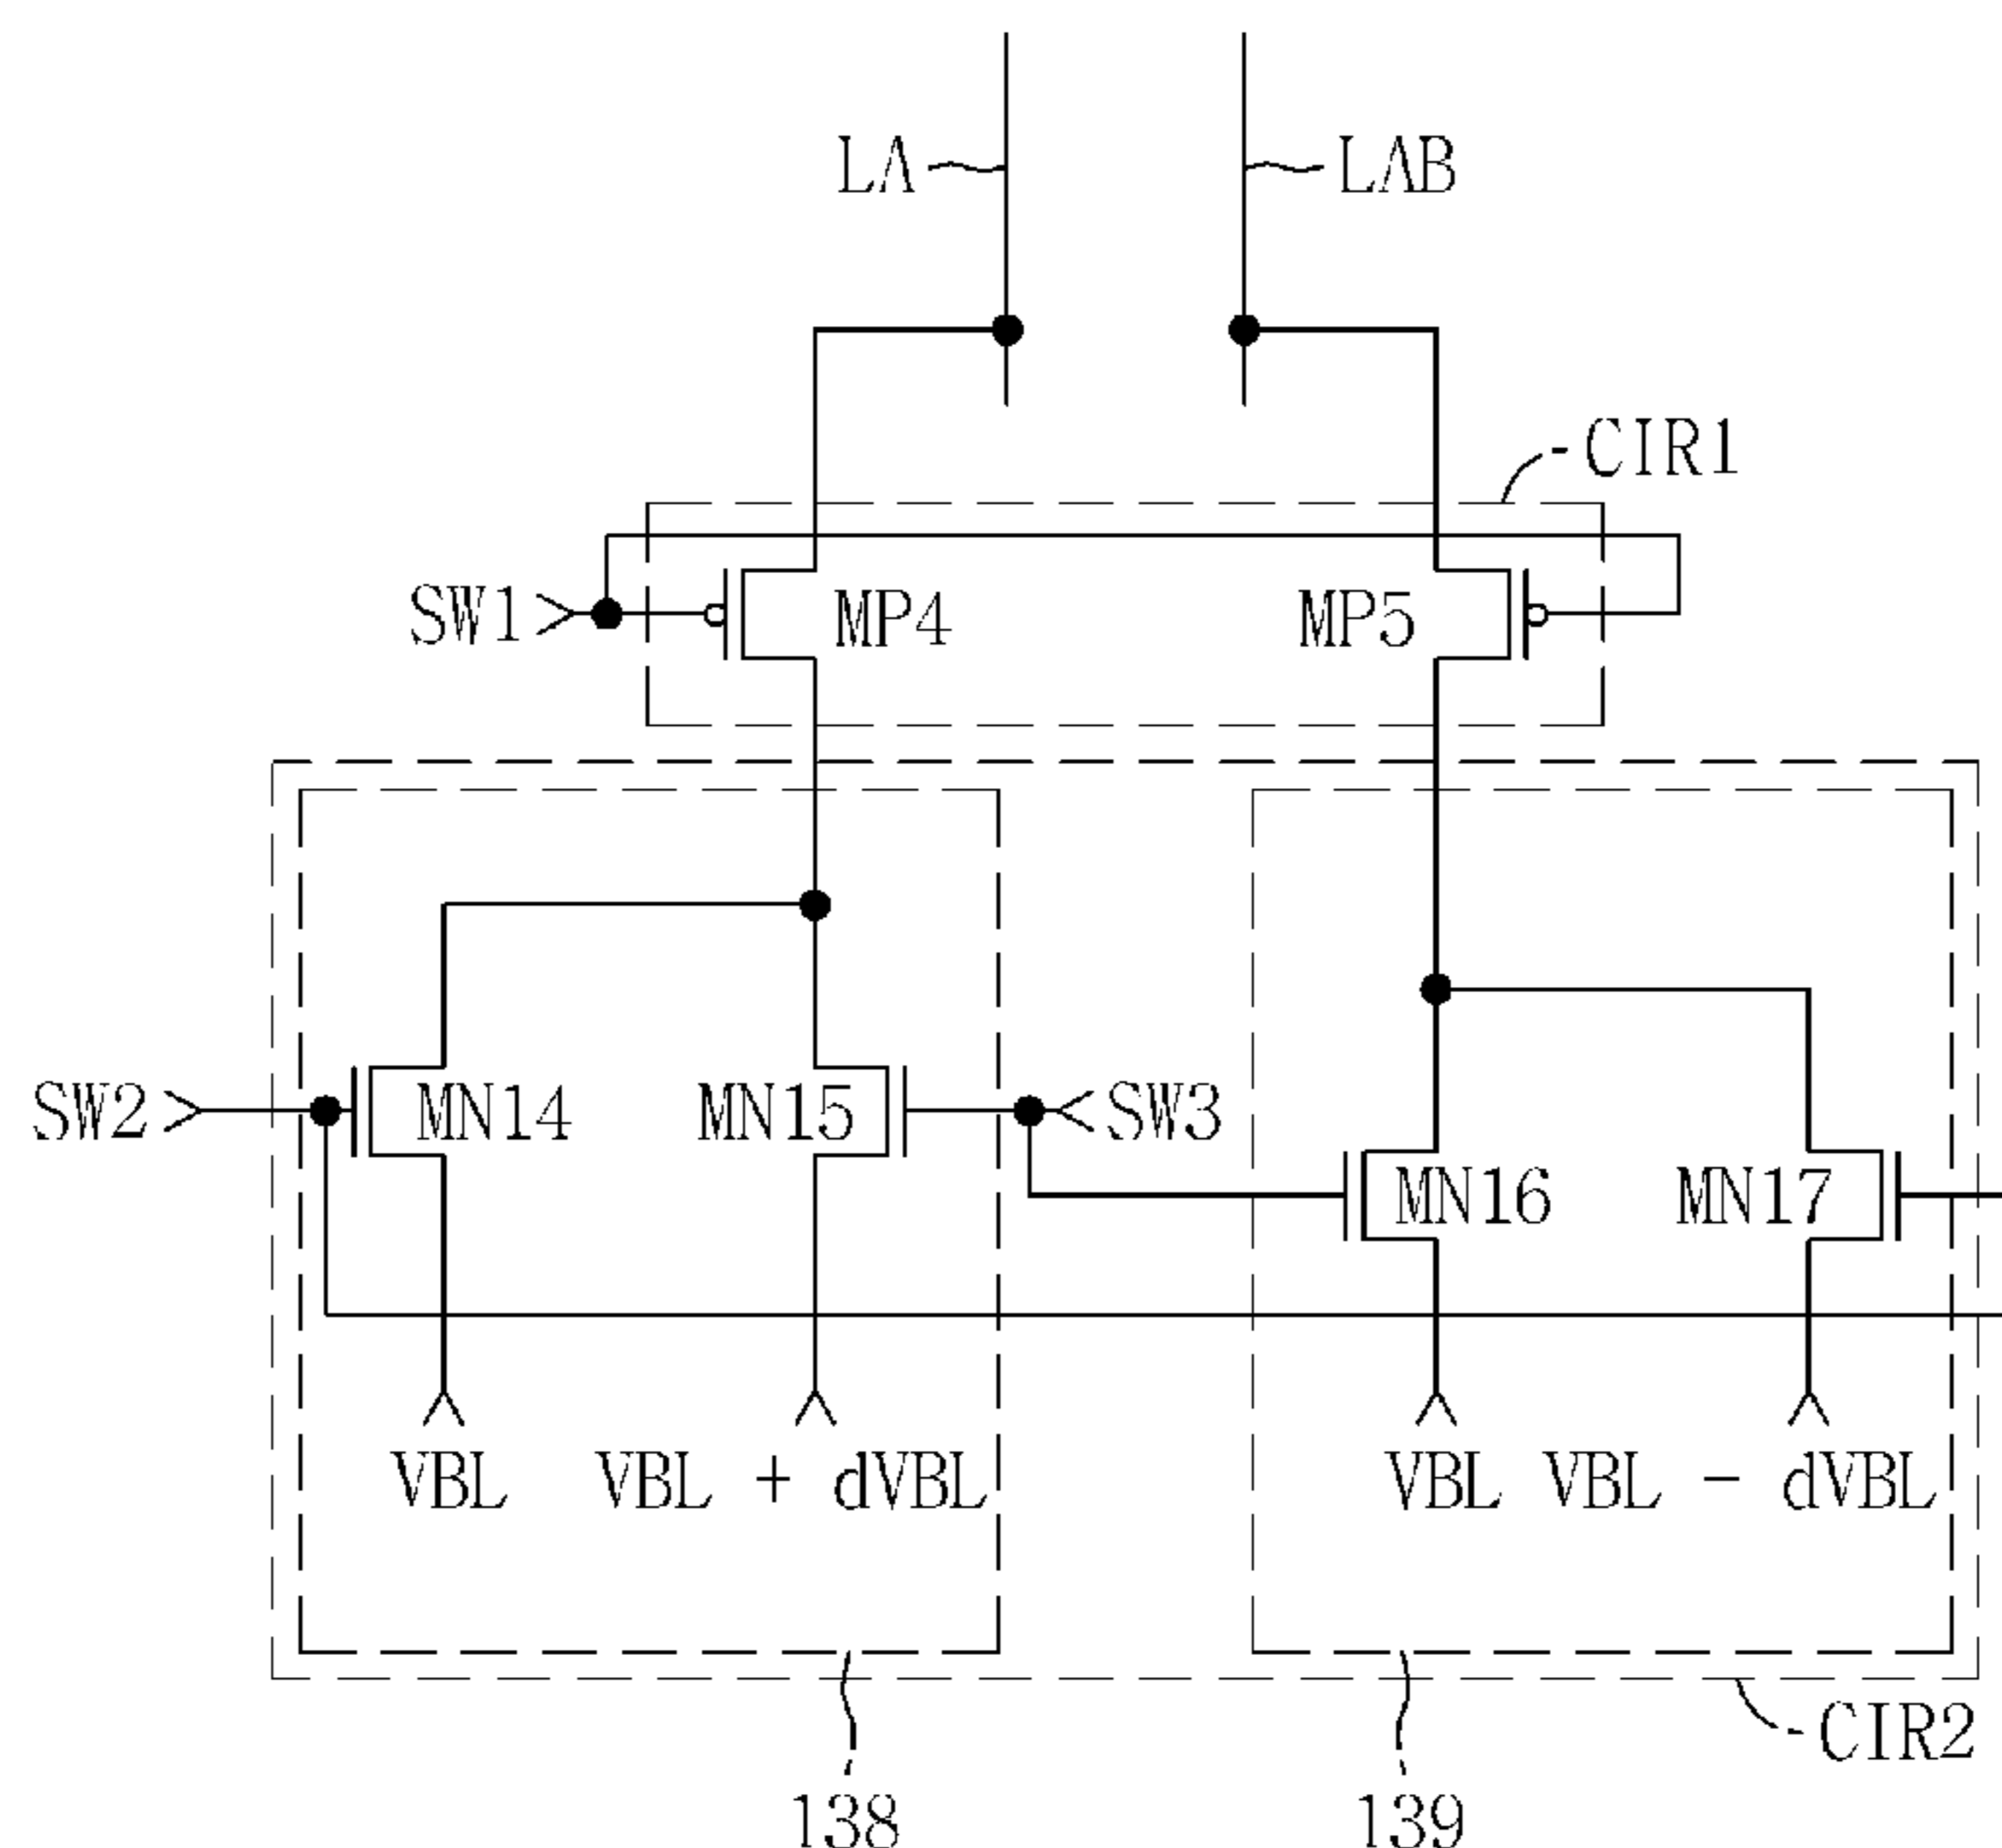 LA
LAB
CIR1
SW1
MP4
MP5
SW2
MN14
MN15
SW3
MN16
MN17
VBL
VBL + dVBL
VBL
VBL - dVBL
CIR2
138
139